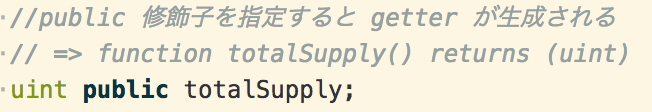 //public 修飾子を指定すると getter が生成される
// => function totalSupply() returns (uint)
uint public totalSupply;